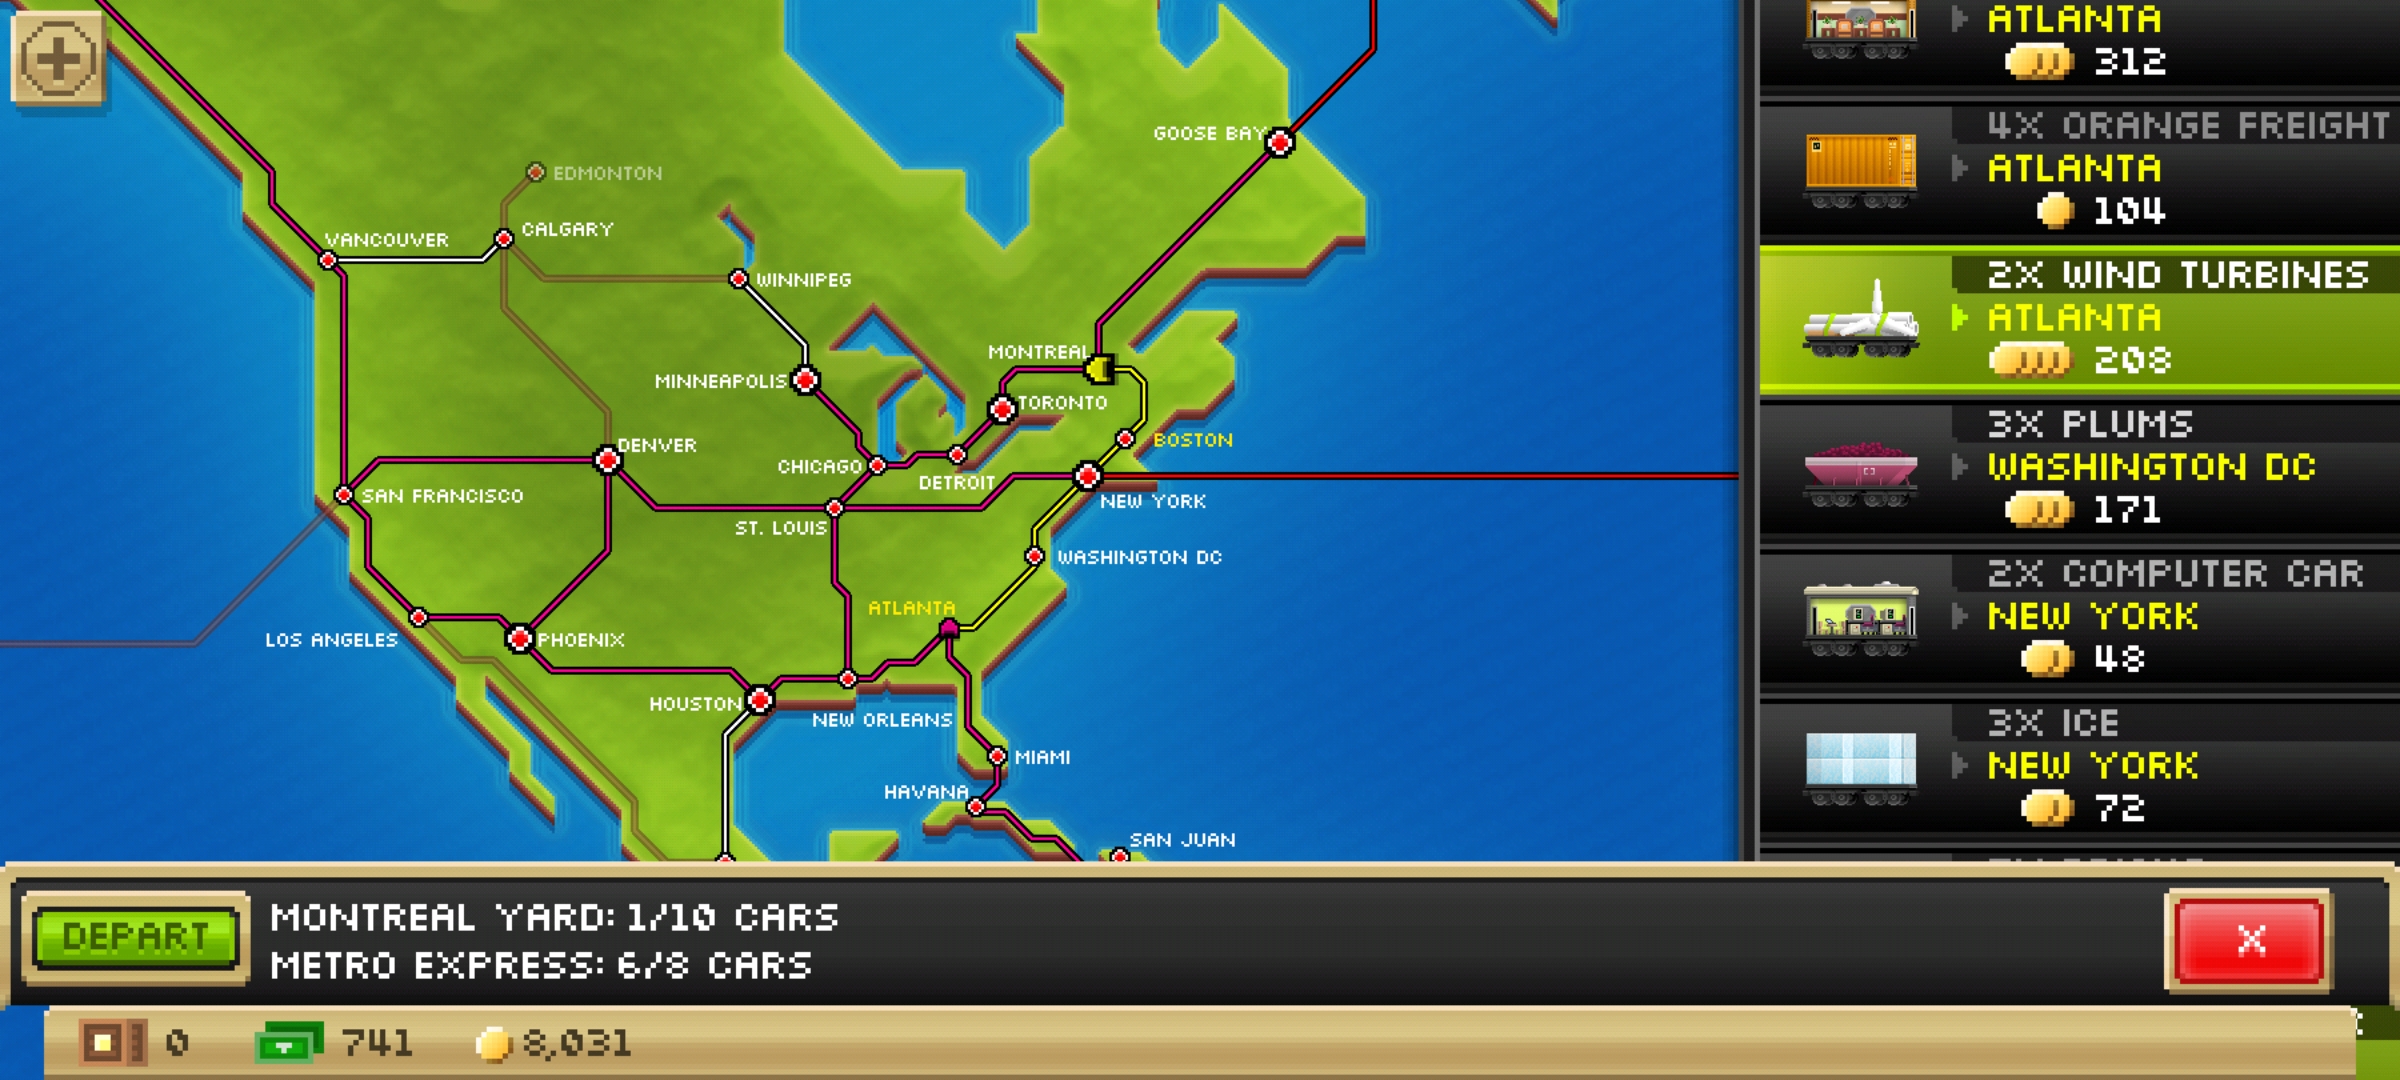 GOOSE BAY
EDMONTON
CALGARY
VANCOUVER
WINNIPEG
MONTREAL
MINNEAPOLIS
TORONTO
BOSTON
DENVER
CHICAGO
DETROIT
SAN FRANCISCO
NEW YORK
ST. LOUIS
WASHINGTON DC
ATLANTA
LOS ANGELES
PHOENIX
HOUSTON
NEW ORLEANS
MIAMI
HAVANA
SAN JUAN
ATLANTA
312
4X ORANGE FREIGHT
ATLANTA
104
2X WIND TURBINES
ATLANTA
208
3X PLUMS
WASHINGTON DC
171
2X COMPUTER CAR
NEW YORK
48
3X ICE
NEW YORK
72
DEPART
MONTREAL YARD: 1/10 CARS
METRO EXPRESS: 6/8 CARS
X
0
741
8,031